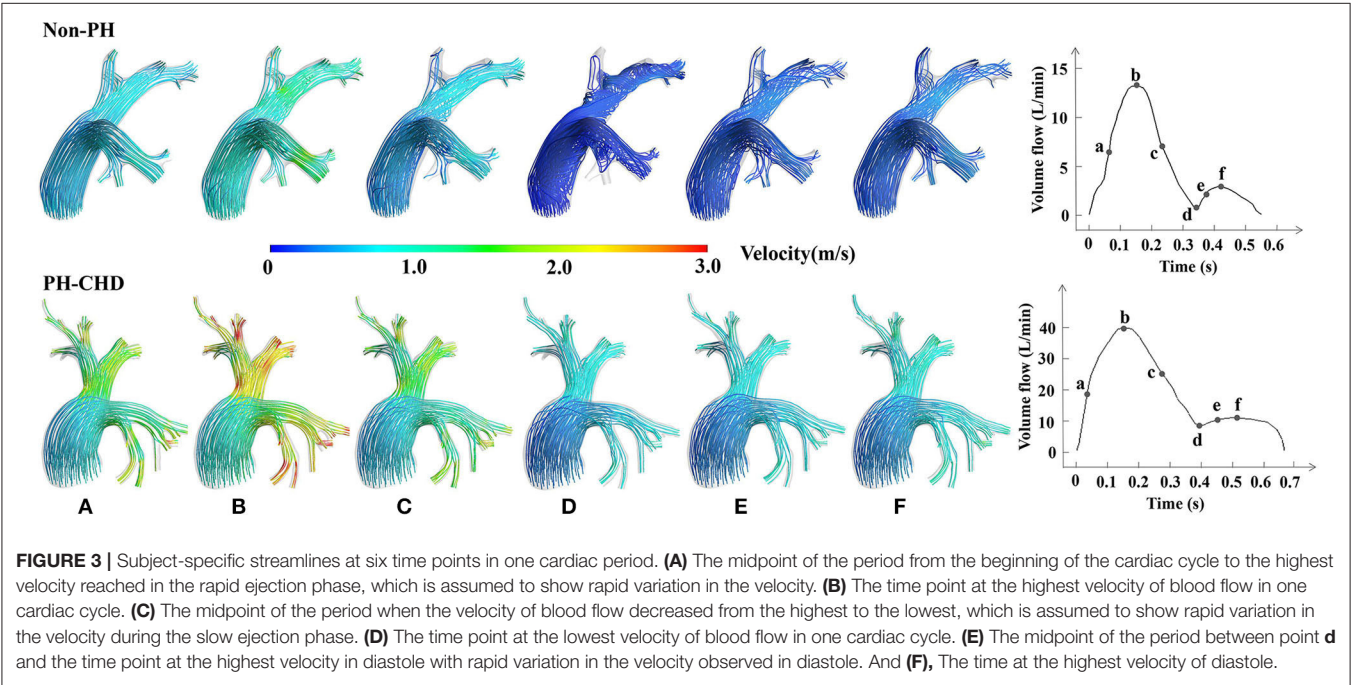 Non-PH
15
10
5
0
Volume flow (L/min)
a
b
c
d
e
f
0 0.1 0.2 0.3 0.4 0.5 0.6
Time (s)
Velocity(m/s)
0 1.0 2.0 3.0
PH-CHD
40
30
20
10
0
Volume flow (L/min)
a
b
c
d
e
f
0 0.1 0.2 0.3 0.4 0.5 0.6 0.7
Time (s)
A B C D E F
FIGURE 3 | Subject-specific streamlines at six time points in one cardiac period. (A) The midpoint of the period from the beginning of the cardiac cycle to the highest
velocity reached in the rapid ejection phase, which is assumed to show rapid variation in the velocity. (B) The time point at the highest velocity of blood flow in one
cardiac cycle. (C) The midpoint of the period when the velocity of blood flow decreased from the highest to the lowest, which is assumed to show rapid variation in
the velocity during the slow ejection phase. (D) The time point at the lowest velocity of blood flow in one cardiac cycle. (E) The midpoint of the period between point d
and the time point at the highest velocity in diastole with rapid variation in the velocity observed in diastole. And (F), The time at the highest velocity of diastole.